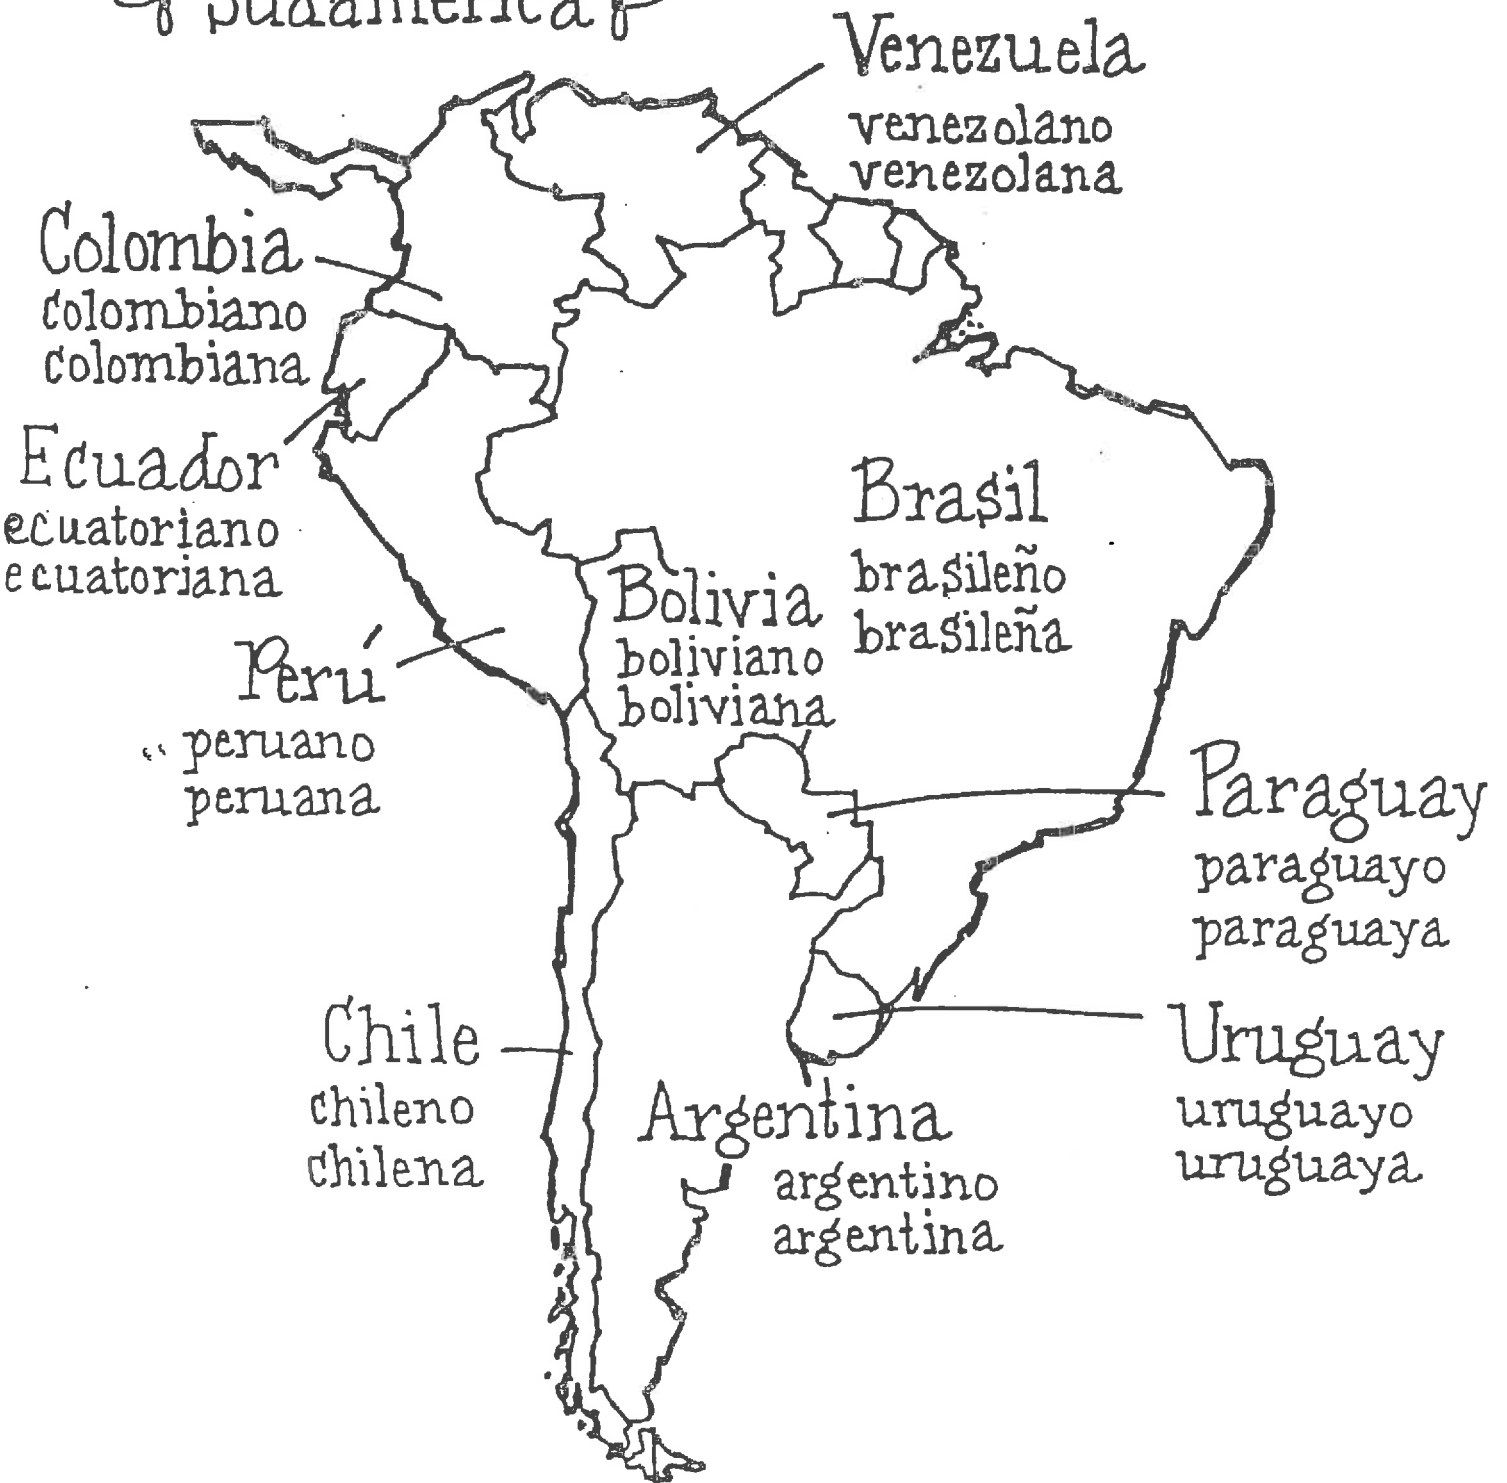 Sudamérica
Venezuela
venezolano
venezolana
Colombia
colombiano
colombiana
Ecuador
ecuatoriano
ecuatoriana
Brasil
brasileño
brasileña
Bolivia
boliviano
boliviana
Perú
peruano
peruana
Paraguay
paraguayo
paraguaya
Chile
chileno
chilena
Uruguay
uruguayo
uruguaya
Argentina
argentino
argentina